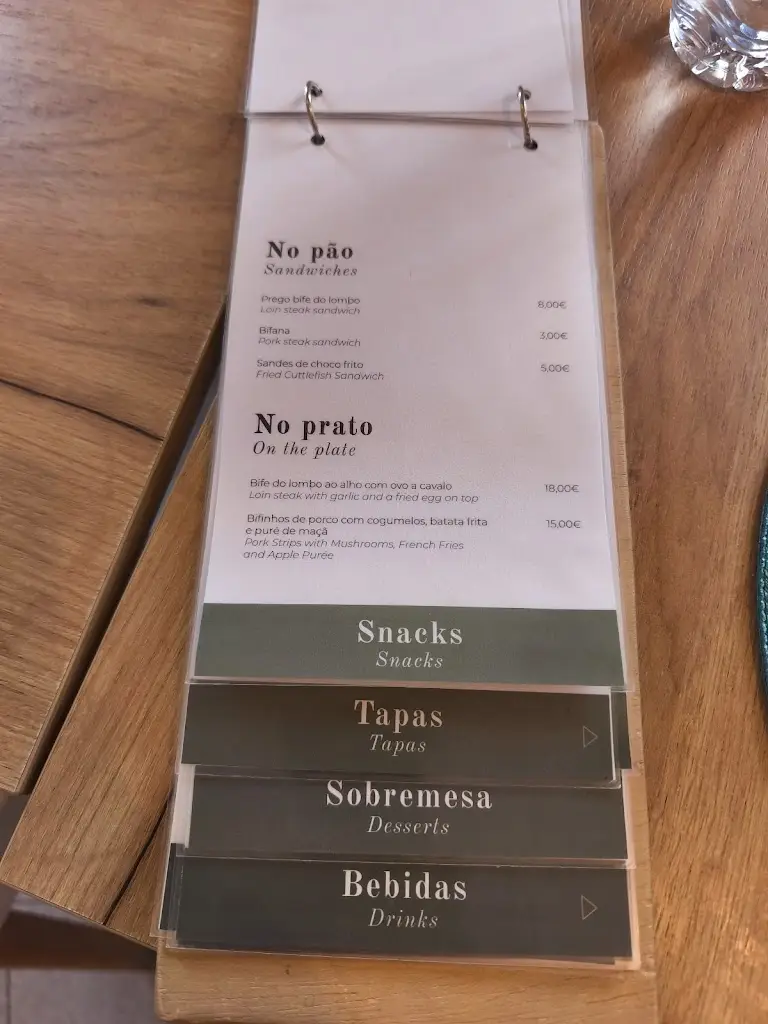 No pão
Sandwiches
Prego bife do lombo 8,00€
Loin steak sandwich
Bifana 3,00€
Pork steak sandwich
Sandes de choco frito 5,00€
Fried Cuttlefish Sandwich
No prato
On the plate
Bife do lombo ao alho com ovo a cavalo 18,00€
Loin steak with garlic and a fried egg on top
Bifinhos de porco com cogumelos, batata frita 15,00€
e puré de maçã
Pork Strips with Mushrooms, French Fries
and Apple Purée
Snacks
Snacks
Tapas
Tapas
Sobremesa
Desserts
Bebidas
Drinks